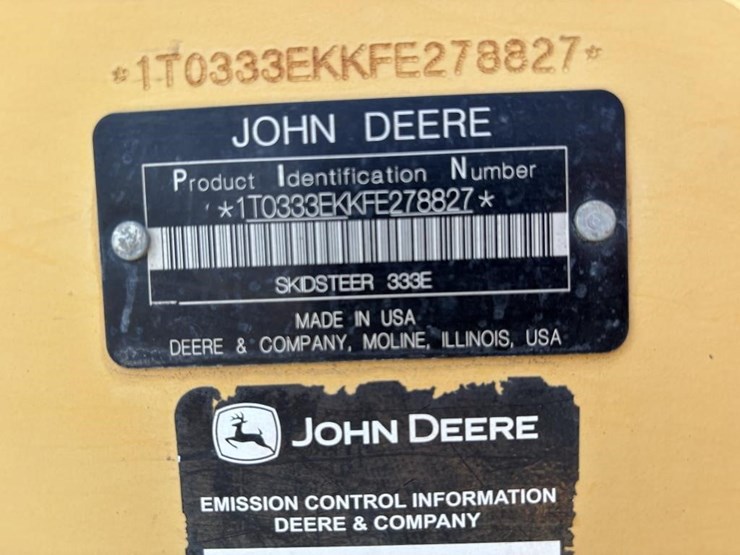 *1T0333EKKFE278827*
JOHN DEERE
Product Identification Number
*1T0333EKKFE278827*
SKIDSTEER 333E
MADE IN USA
DEERE & COMPANY, MOLINE, ILLINOIS, USA
JOHN DEERE
EMISSION CONTROL INFORMATION
DEERE & COMPANY